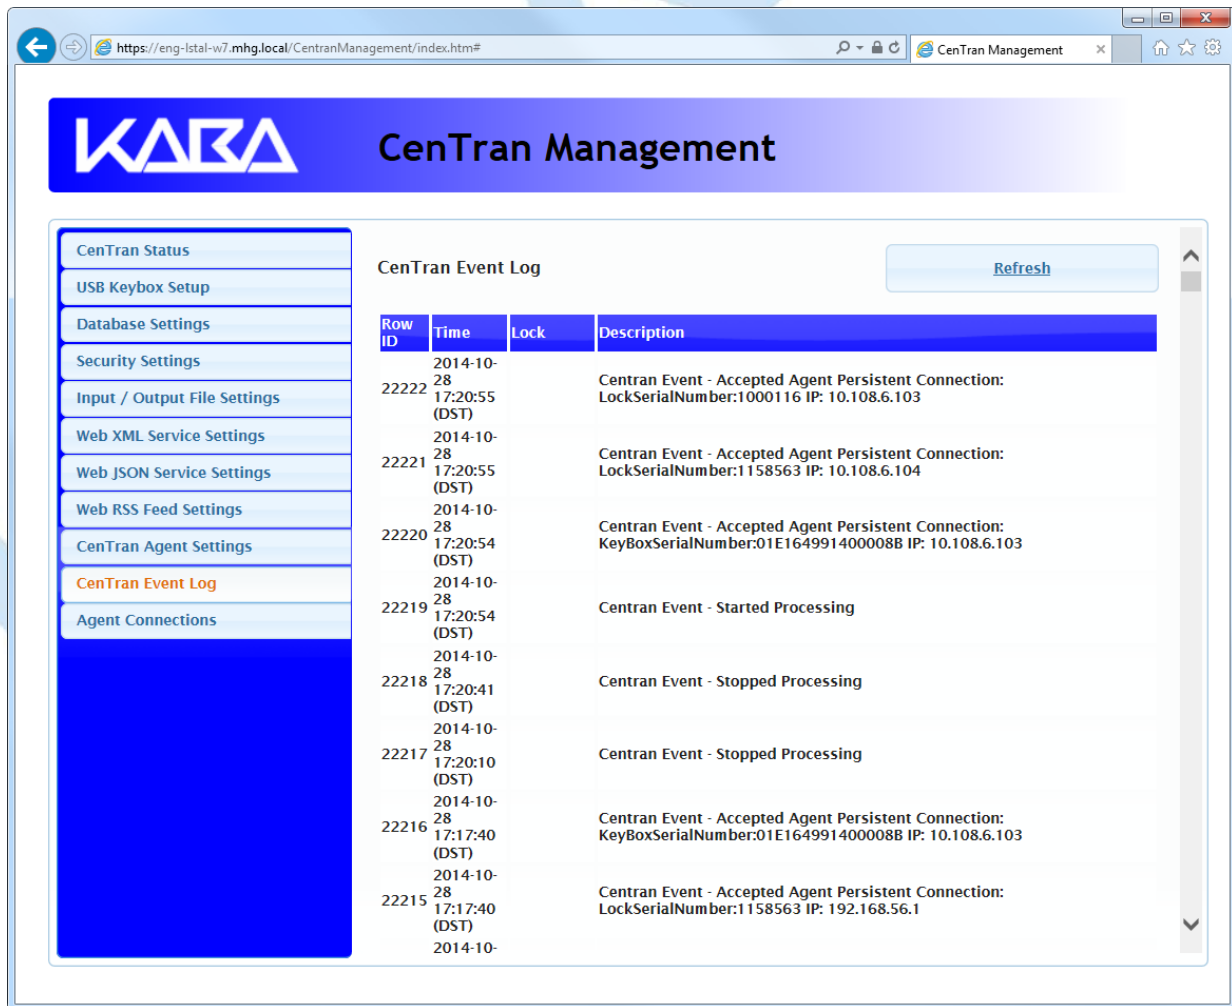 https://eng-lstal-w7.mhg.local/CentranManagement/index.htm#
CenTran Management
KABA
CenTran Management
CenTran Status
USB Keybox Setup
Database Settings
Security Settings
Input / Output File Settings
Web XML Service Settings
Web JSON Service Settings
Web RSS Feed Settings
CenTran Agent Settings
CenTran Event Log
Agent Connections
CenTran Event Log
Refresh
Row
ID
Time
Lock
Description
22222
2014-10-
28
17:20:55
(DST)
Centran Event - Accepted Agent Persistent Connection:
LockSerialNumber:1000116 IP: 10.108.6.103
22221
2014-10-
28
17:20:55
(DST)
Centran Event - Accepted Agent Persistent Connection:
LockSerialNumber:1158563 IP: 10.108.6.104
22220
2014-10-
28
17:20:54
(DST)
Centran Event - Accepted Agent Persistent Connection:
KeyBoxSerialNumber:01E164991400008B IP: 10.108.6.103
22219
2014-10-
28
17:20:54
(DST)
Centran Event - Started Processing
22218
2014-10-
28
17:20:41
(DST)
Centran Event - Stopped Processing
22217
2014-10-
28
17:20:10
(DST)
Centran Event - Stopped Processing
22216
2014-10-
28
17:17:40
(DST)
Centran Event - Accepted Agent Persistent Connection:
KeyBoxSerialNumber:01E164991400008B IP: 10.108.6.103
22215
2014-10-
28
17:17:40
(DST)
Centran Event - Accepted Agent Persistent Connection:
LockSerialNumber:1158563 IP: 192.168.56.1
2014-10-